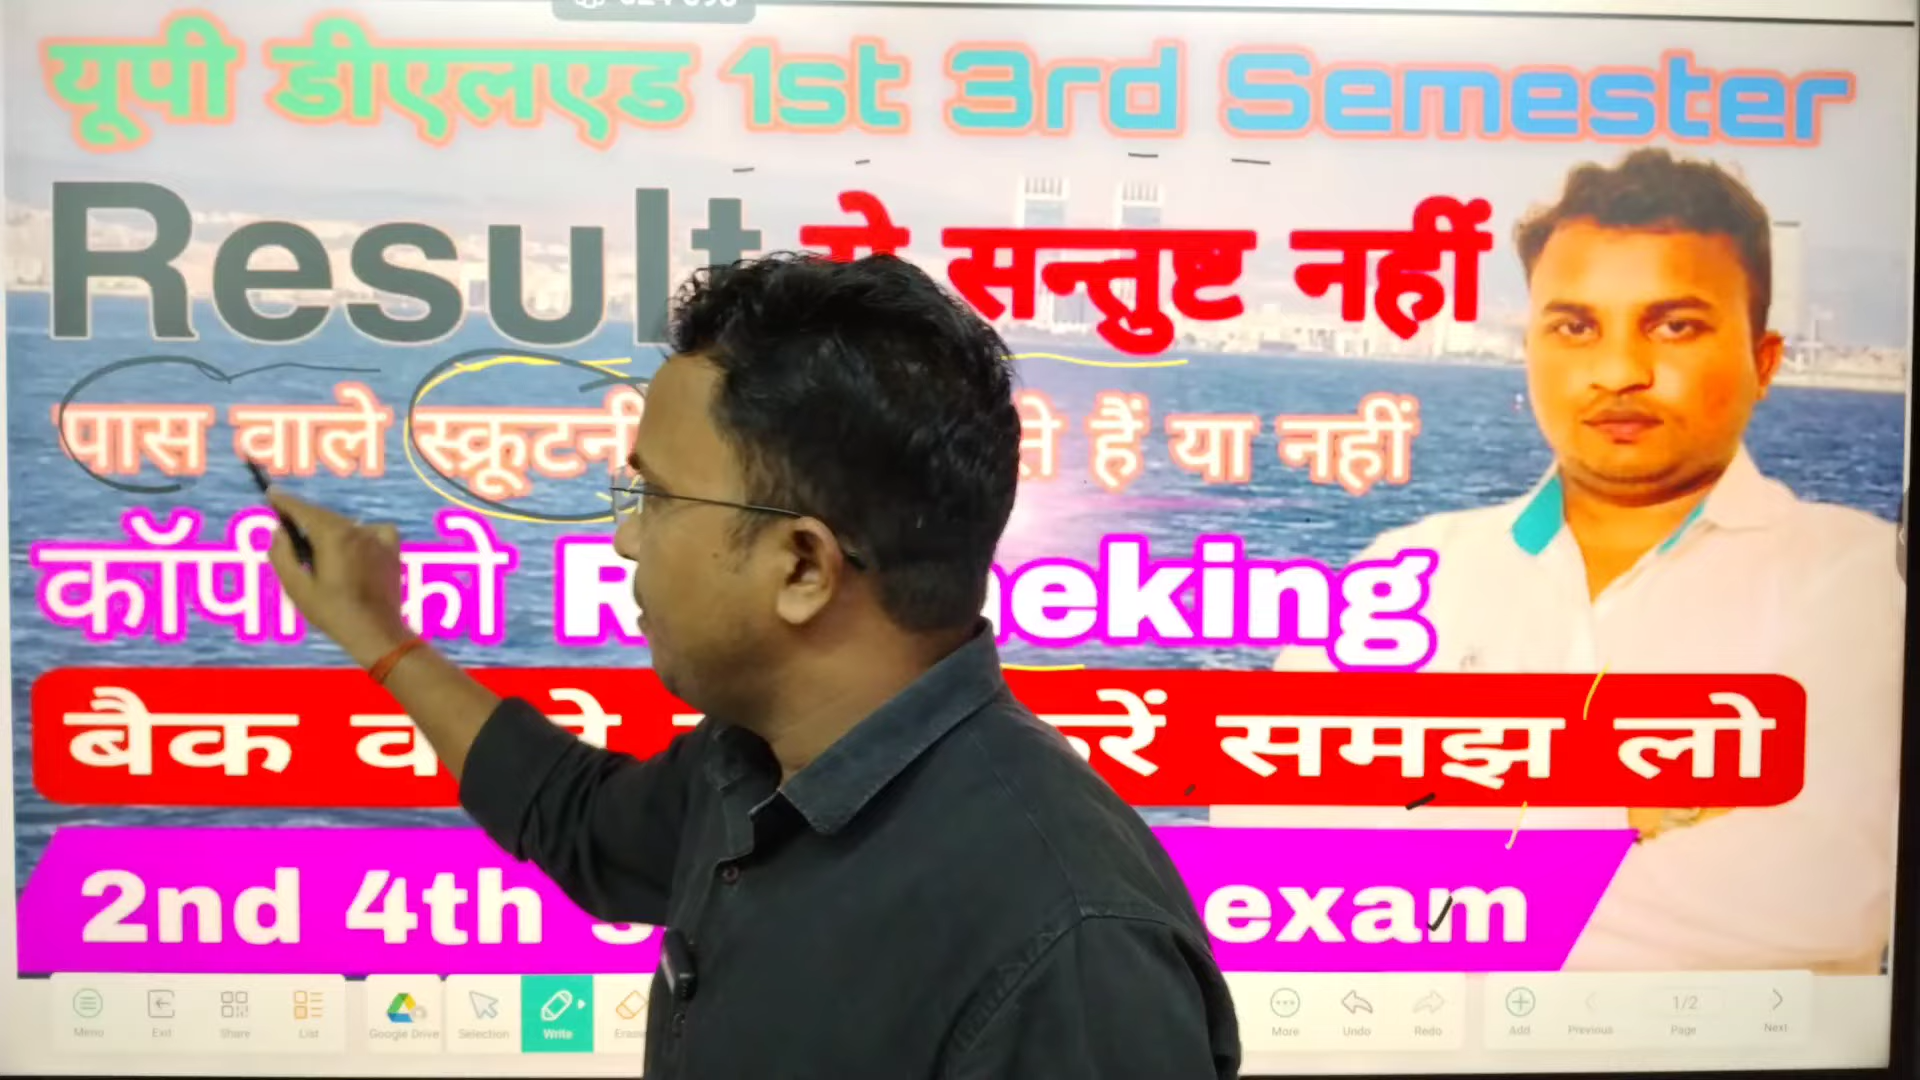 यूपी डीएलएड 1st 3rd Semester
Result से सन्तुष्ट नहीं
पास वाले स्क्रूटनी हैं या नहीं
कॉपी को
बैक समझ लो
2nd 4th exam
Menu Exit Share List Google Drive Selection Write Eraser More Undo Redo Add Previous 1/2 Page Next